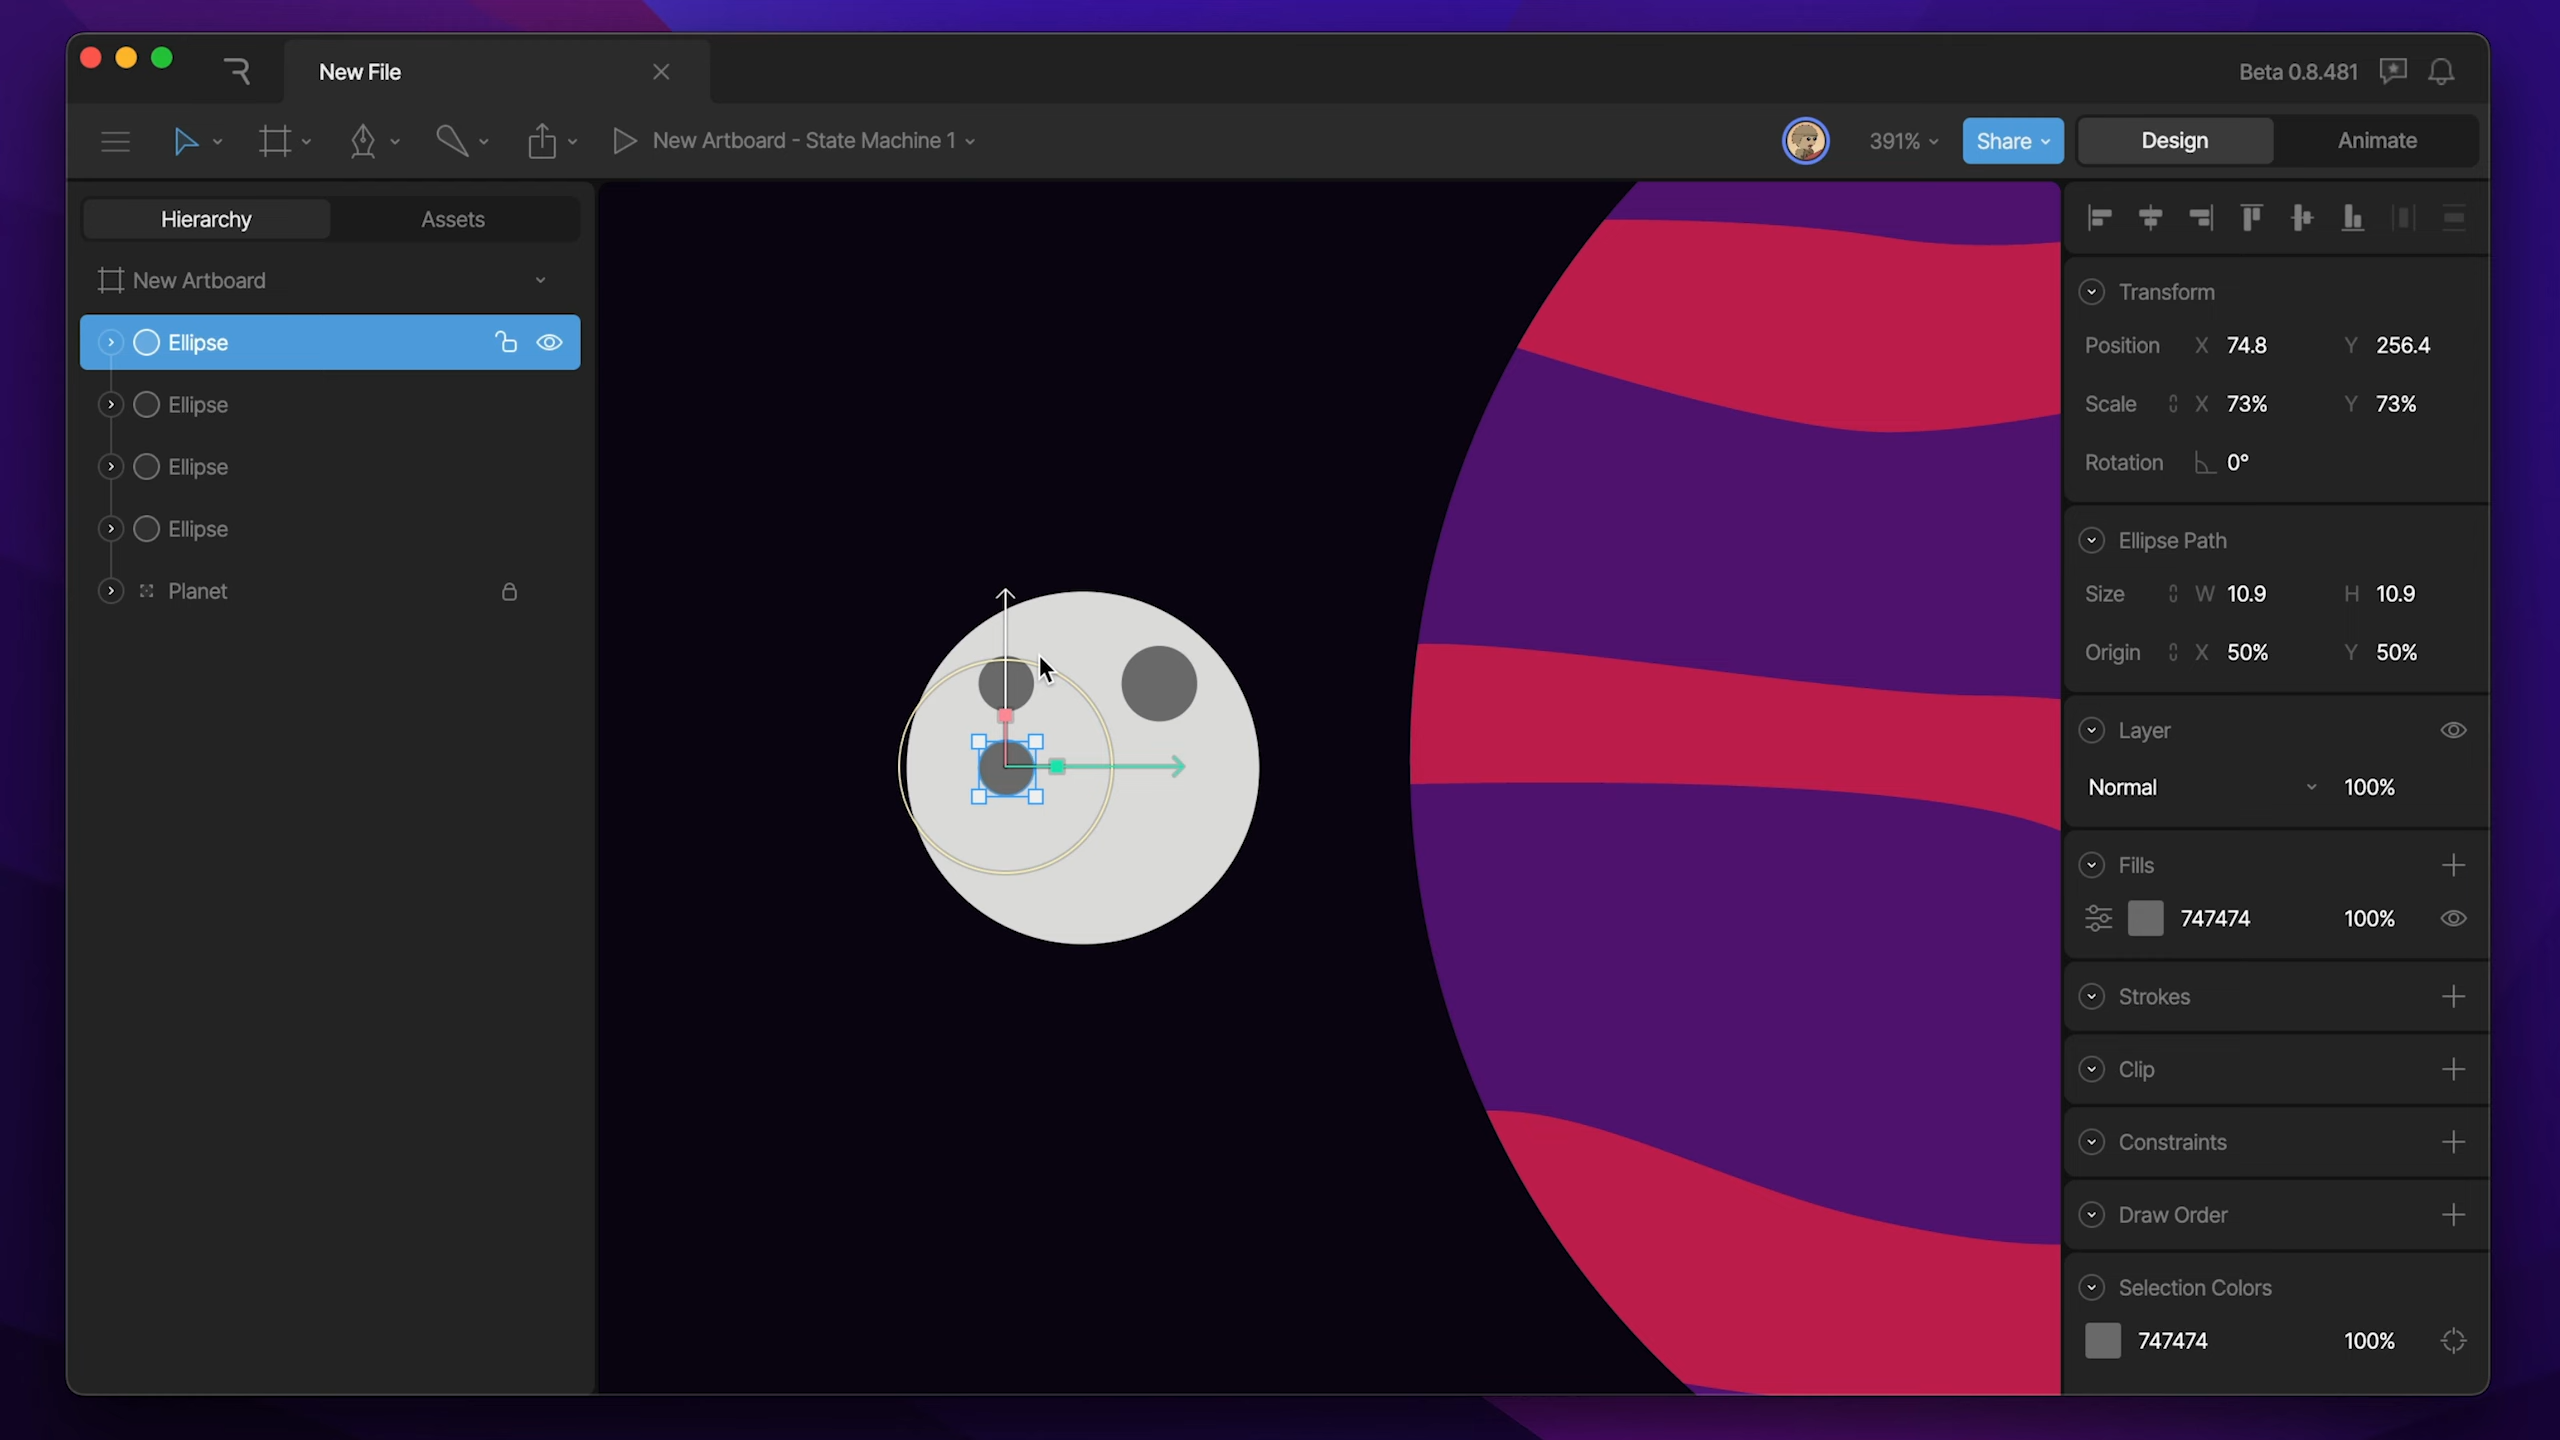 New File
Beta 0.8.481
New Artboard - State Machine 1
391%
Share
Design
Animate
Hierarchy
Assets
New Artboard
Ellipse
Ellipse
Ellipse
Ellipse
Planet
Transform
Position X 74.8 Y 256.4
Scale X 73% Y 73%
Rotation 0°
Ellipse Path
Size W 10.9 H 10.9
Origin X 50% Y 50%
Layer
Normal 100%
Fills
747474 100%
Strokes
Clip
Constraints
Draw Order
Selection Colors
747474 100%